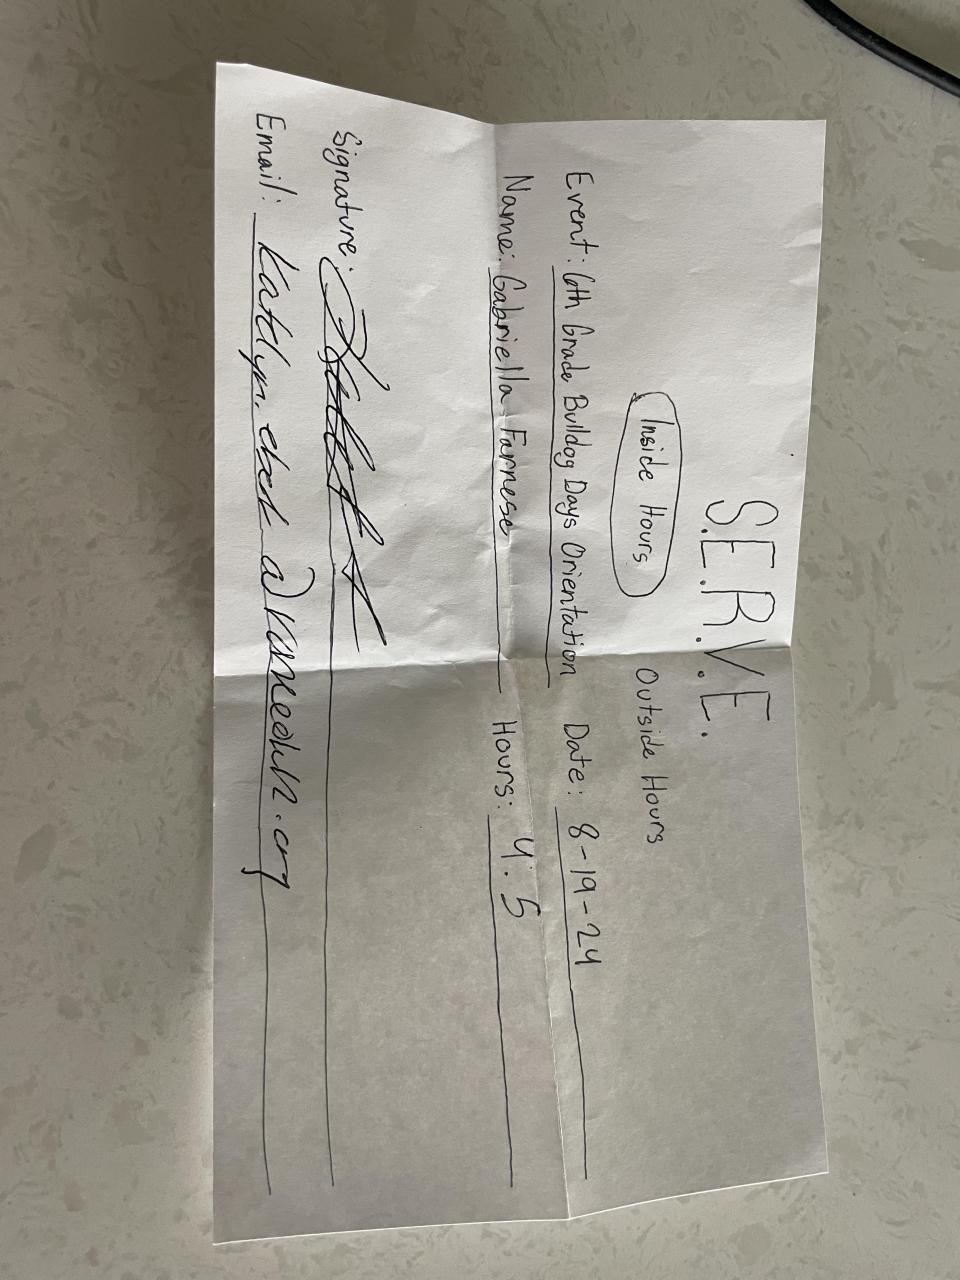 S.E.R.V.E.
Inside Hours Outside Hours
Event: 6th Grade Bulldog Days Orientation Date: 8-19-24
Name: Gabriella Farnese Hours: 4.5
Signature:
Email: Katelyn.